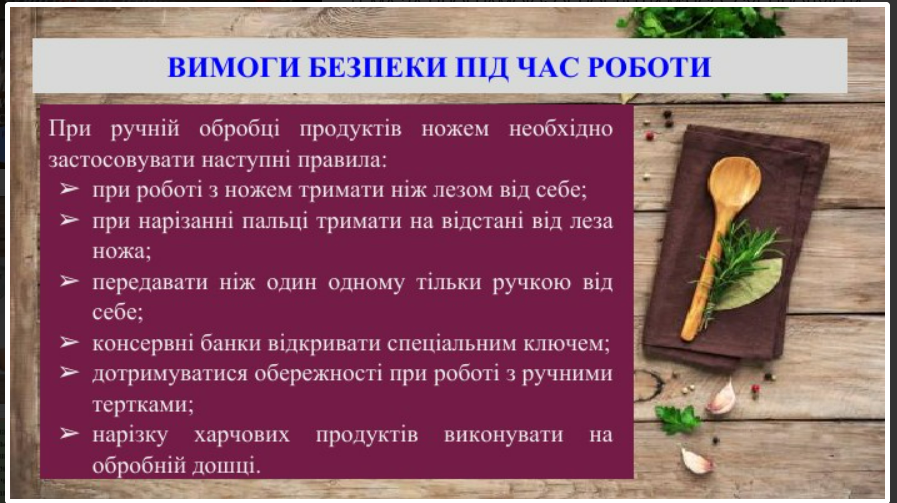 ВИМОГИ БЕЗПЕКИ ПІД ЧАС РОБОТИ
При ручній обробці продуктів ножем необхідно
застосовувати наступні правила:
➢ при роботі з ножем тримати ніж лезом від себе;
➢ при нарізанні пальці тримати на відстані від леза
ножа;
➢ передавати ніж один одному тільки ручкою від
себе;
➢ консервні банки відкривати спеціальним ключем;
➢ дотримуватися обережності при роботі з ручними
тертками;
➢ нарізку харчових продуктів виконувати на
обробній дошці.